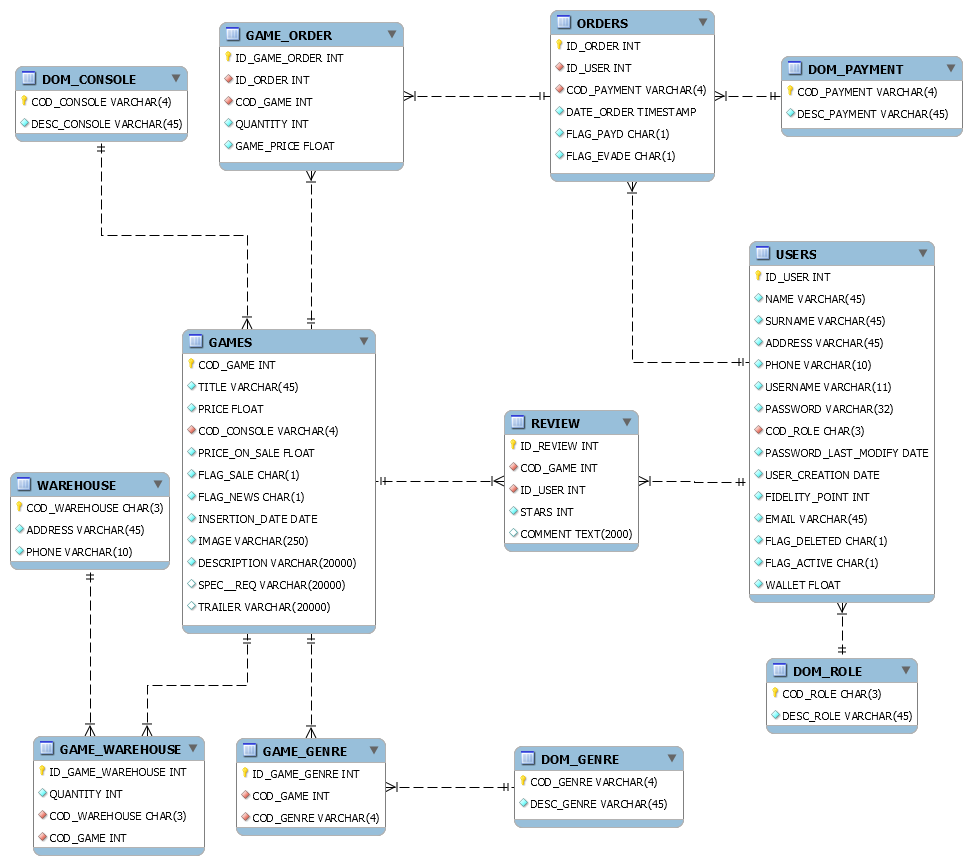 DOM_CONSOLE
COD_CONSOLE VARCHAR(4)
DESC_CONSOLE VARCHAR(45)
GAME_ORDER
ID_GAME_ORDER INT
ID_ORDER INT
COD_GAME INT
QUANTITY INT
GAME_PRICE FLOAT
ORDERS
ID_ORDER INT
ID_USER INT
COD_PAYMENT VARCHAR(4)
DATE_ORDER TIMESTAMP
FLAG_PAYD CHAR(1)
FLAG_EVADE CHAR(1)
DOM_PAYMENT
COD_PAYMENT VARCHAR(4)
DESC_PAYMENT VARCHAR(45)
USERS
ID_USER INT
NAME VARCHAR(45)
SURNAME VARCHAR(45)
ADDRESS VARCHAR(45)
PHONE VARCHAR(10)
USERNAME VARCHAR(11)
PASSWORD VARCHAR(32)
COD_ROLE CHAR(3)
PASSWORD_LAST_MODIFY DATE
USER_CREATION DATE
FIDELITY_POINT INT
EMAIL VARCHAR(45)
FLAG_DELETED CHAR(1)
FLAG_ACTIVE CHAR(1)
WALLET FLOAT
GAMES
COD_GAME INT
TITLE VARCHAR(45)
PRICE FLOAT
COD_CONSOLE VARCHAR(4)
PRICE_ON_SALE FLOAT
FLAG_SALE CHAR(1)
FLAG_NEWS CHAR(1)
INSERTION_DATE DATE
IMAGE VARCHAR(250)
DESCRIPTION VARCHAR(20000)
SPEC__REQ VARCHAR(20000)
TRAILER VARCHAR(20000)
REVIEW
ID_REVIEW INT
COD_GAME INT
ID_USER INT
STARS INT
COMMENT TEXT(2000)
WAREHOUSE
COD_WAREHOUSE CHAR(3)
ADDRESS VARCHAR(45)
PHONE VARCHAR(10)
DOM_ROLE
COD_ROLE CHAR(3)
DESC_ROLE VARCHAR(45)
GAME_WAREHOUSE
ID_GAME_WAREHOUSE INT
QUANTITY INT
COD_WAREHOUSE CHAR(3)
COD_GAME INT
GAME_GENRE
ID_GAME_GENRE INT
COD_GAME INT
COD_GENRE VARCHAR(4)
DOM_GENRE
COD_GENRE VARCHAR(4)
DESC_GENRE VARCHAR(45)